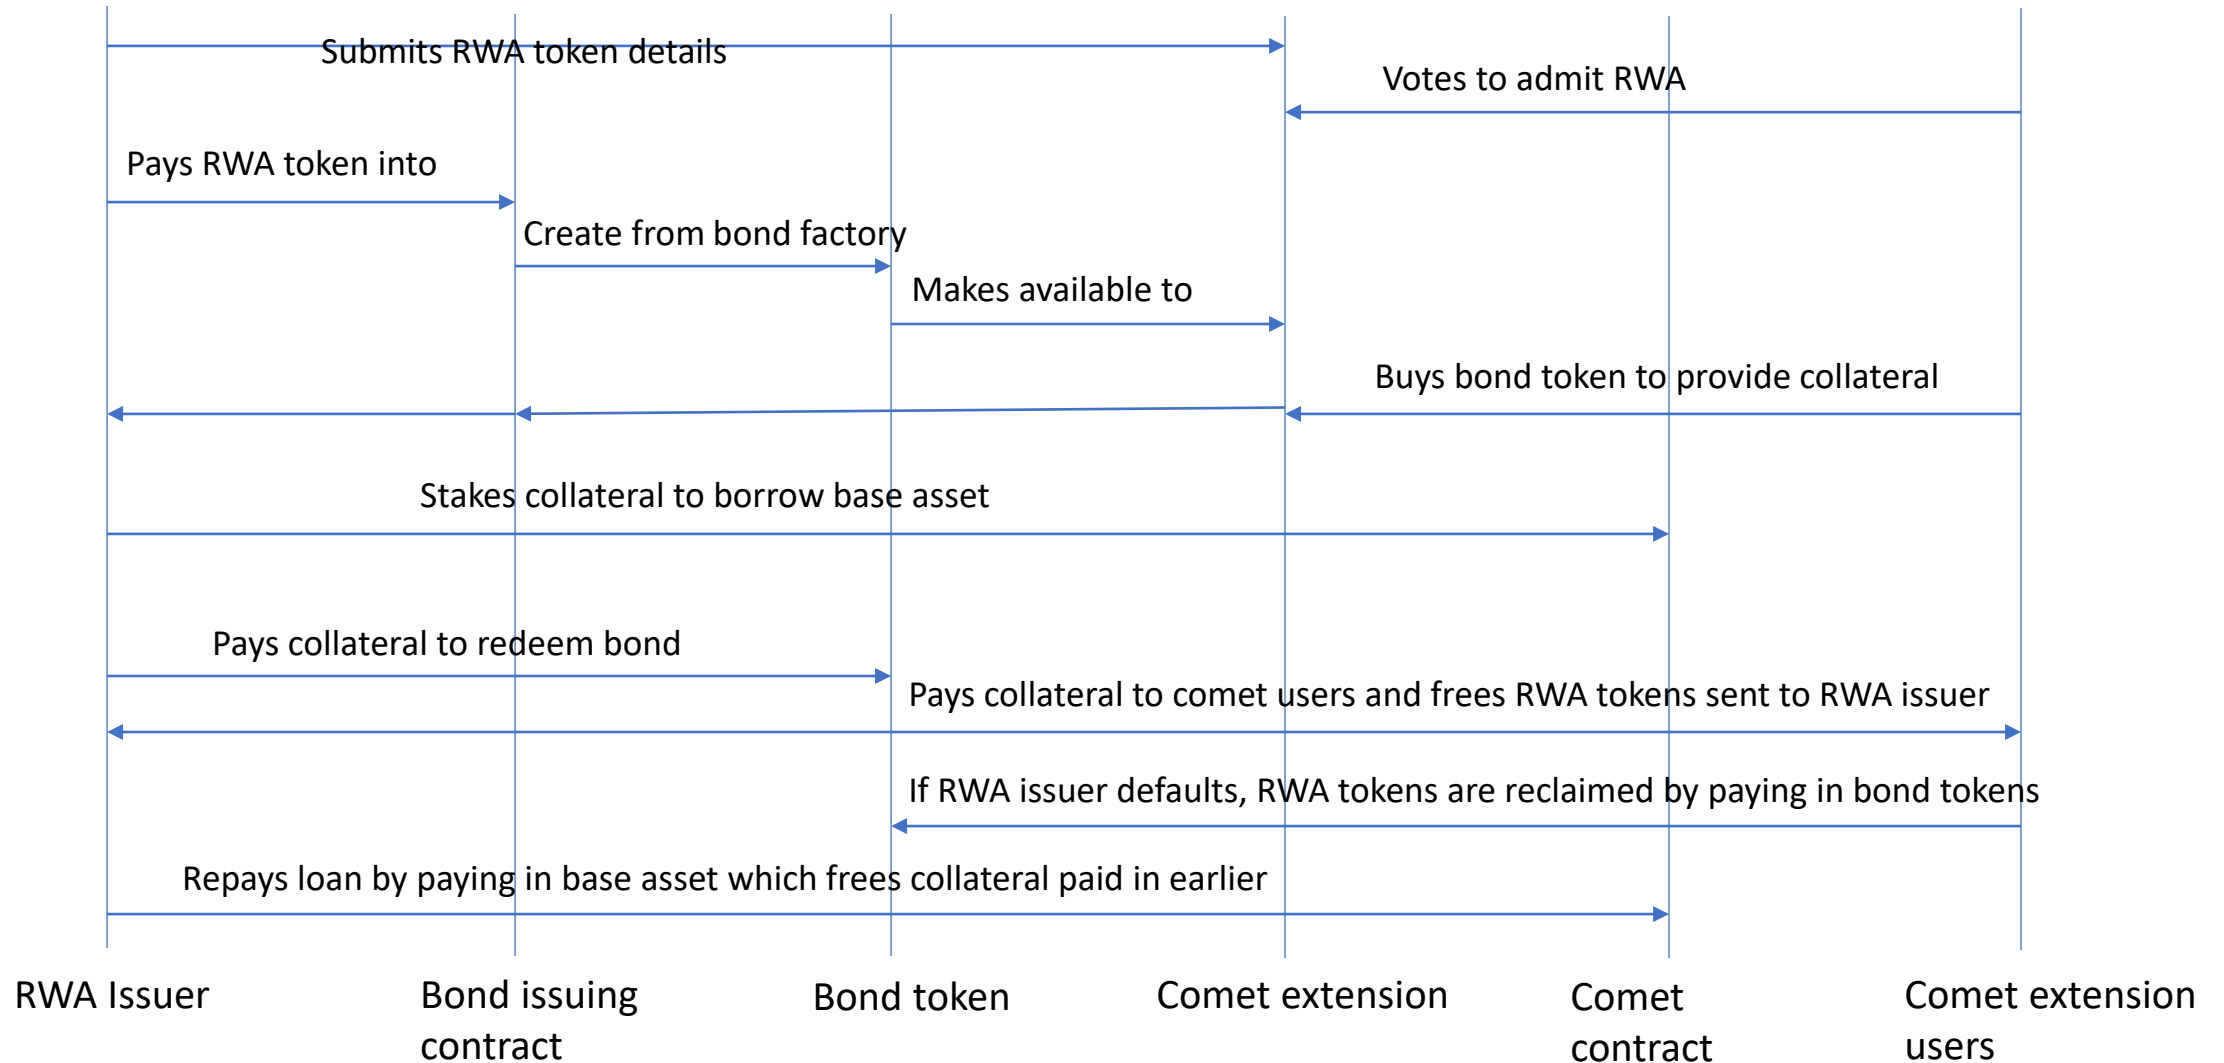 Submits RWA token details
Votes to admit RWA
Pays RWA token into
Create from bond factory
Makes available to
Buys bond token to provide collateral
Stakes collateral to borrow base asset
Pays collateral to redeem bond
Pays collateral to comet users and frees RWA tokens sent to RWA issuer
If RWA issuer defaults, RWA tokens are reclaimed by paying in bond tokens
Repays loan by paying in base asset which frees collateral paid in earlier
RWA Issuer
Bond issuing
contract
Bond token
Comet extension
Comet
contract
Comet extension
users